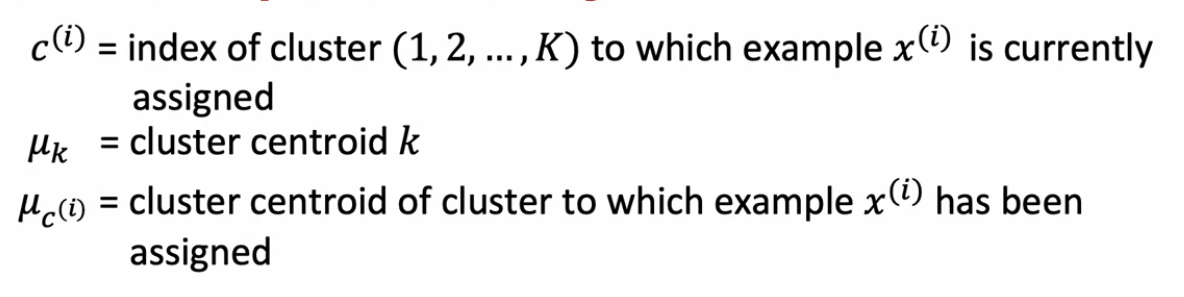 c⁽ⁱ⁾ = index of cluster (1, 2, …, K) to which example x⁽ⁱ⁾ is currently
assigned
μₖ = cluster centroid k
μ_c⁽ⁱ⁾ = cluster centroid of cluster to which example x⁽ⁱ⁾ has been
assigned